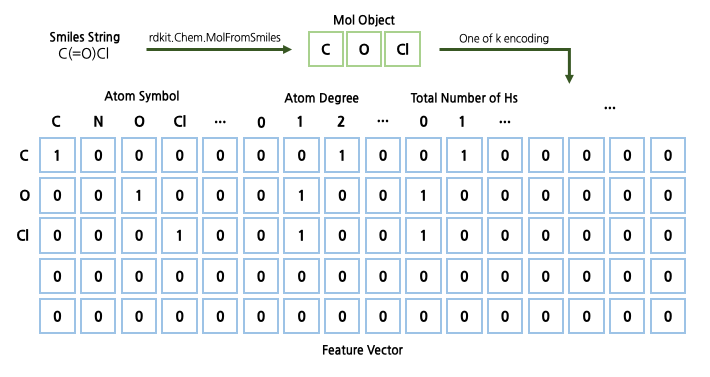 Mol Object
Smiles String
C(=O)Cl
rdkit.Chem.MolFromSmiles
C O Cl
One of k encoding
Atom Symbol Atom Degree Total Number of Hs ...
C N O Cl ... 0 1 2 ... 0 1 ...
C 1 0 0 0 0 0 0 1 0 0 1 0 0 0 0 0
O 0 0 1 0 0 0 1 0 0 1 0 0 0 0 0 0
Cl 0 0 0 1 0 0 1 0 0 1 0 0 0 0 0 0
0 0 0 0 0 0 0 0 0 0 0 0 0 0 0 0
0 0 0 0 0 0 0 0 0 0 0 0 0 0 0 0
Feature Vector